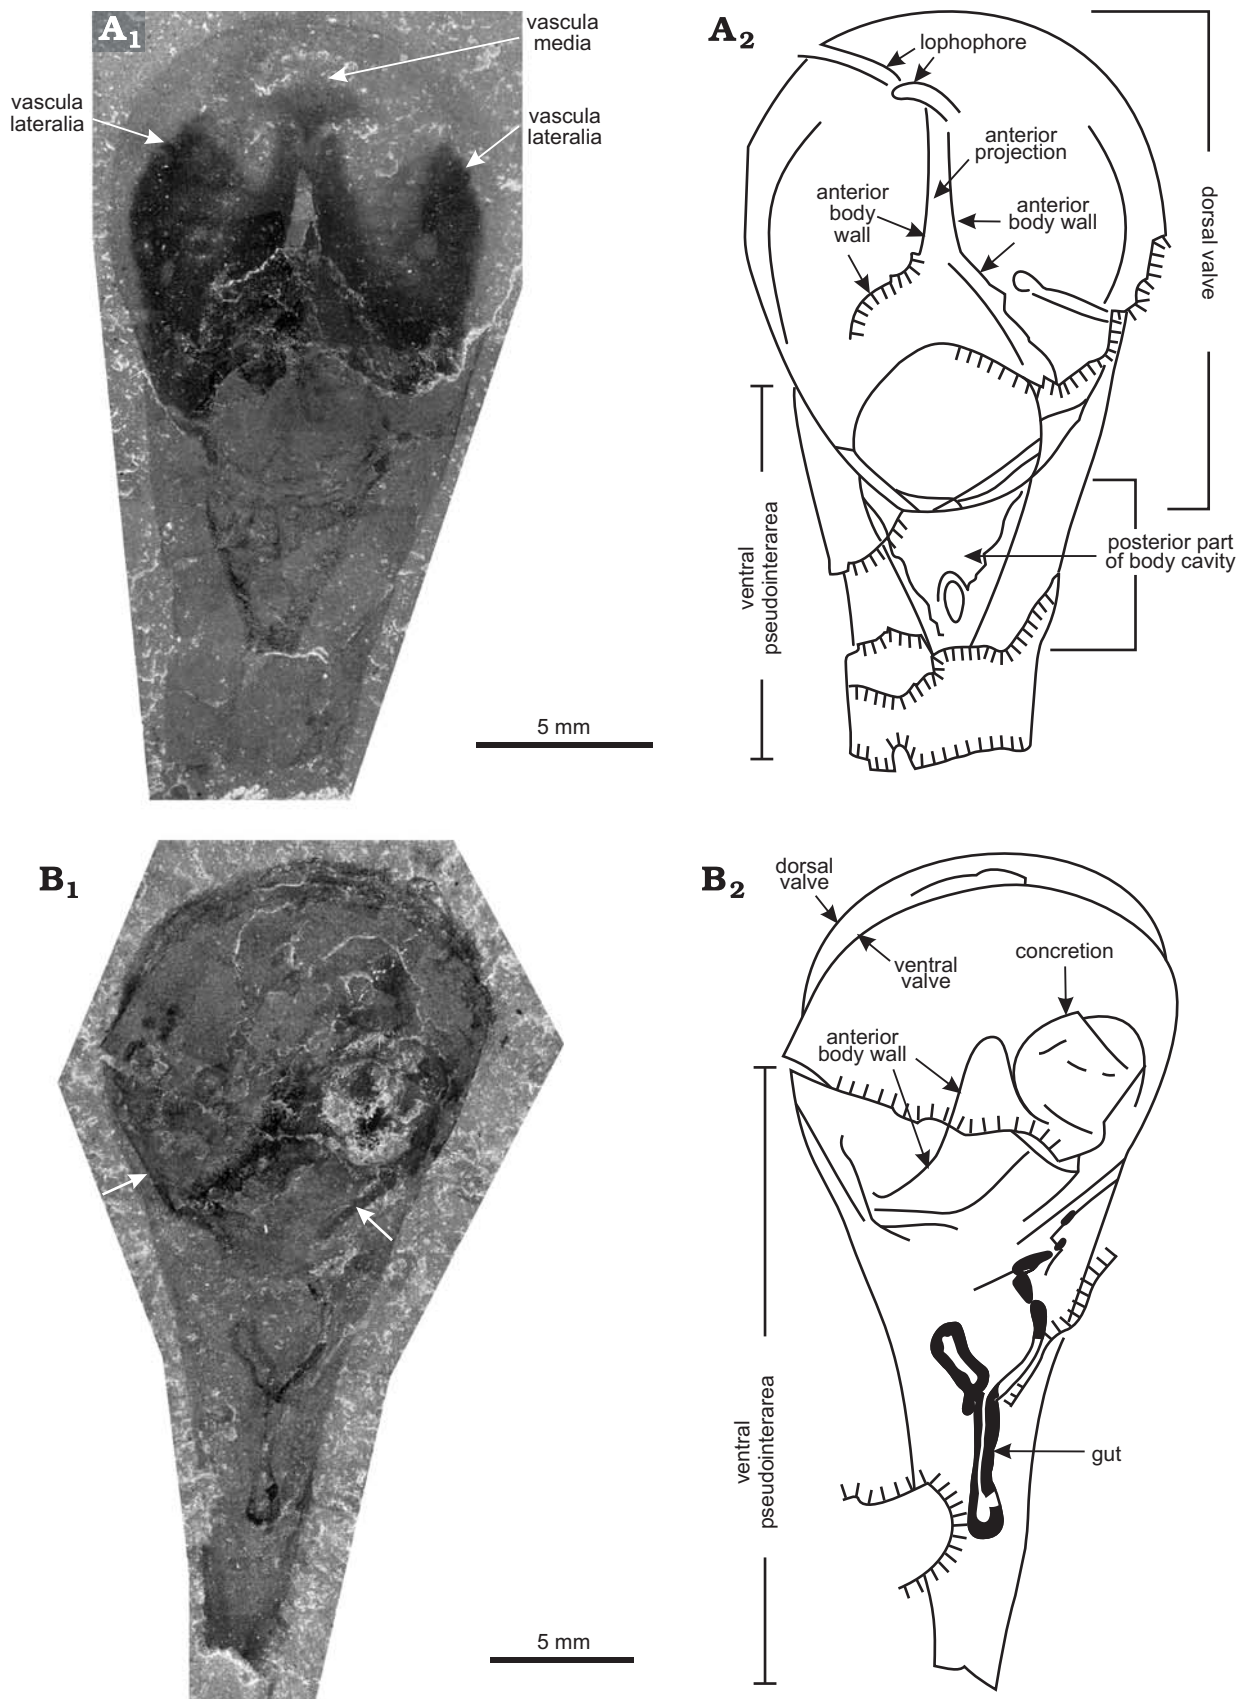 A1
vascula
media
vascula
lateralia
vascula
lateralia
5 mm
A2
lophophore
anterior
projection
anterior
body
wall
anterior
body wall
dorsal valve
ventral
pseudointerarea
posterior part
of body cavity
B1
5 mm
B2
dorsal
valve
ventral
valve
concretion
anterior
body wall
ventral
pseudointerarea
gut